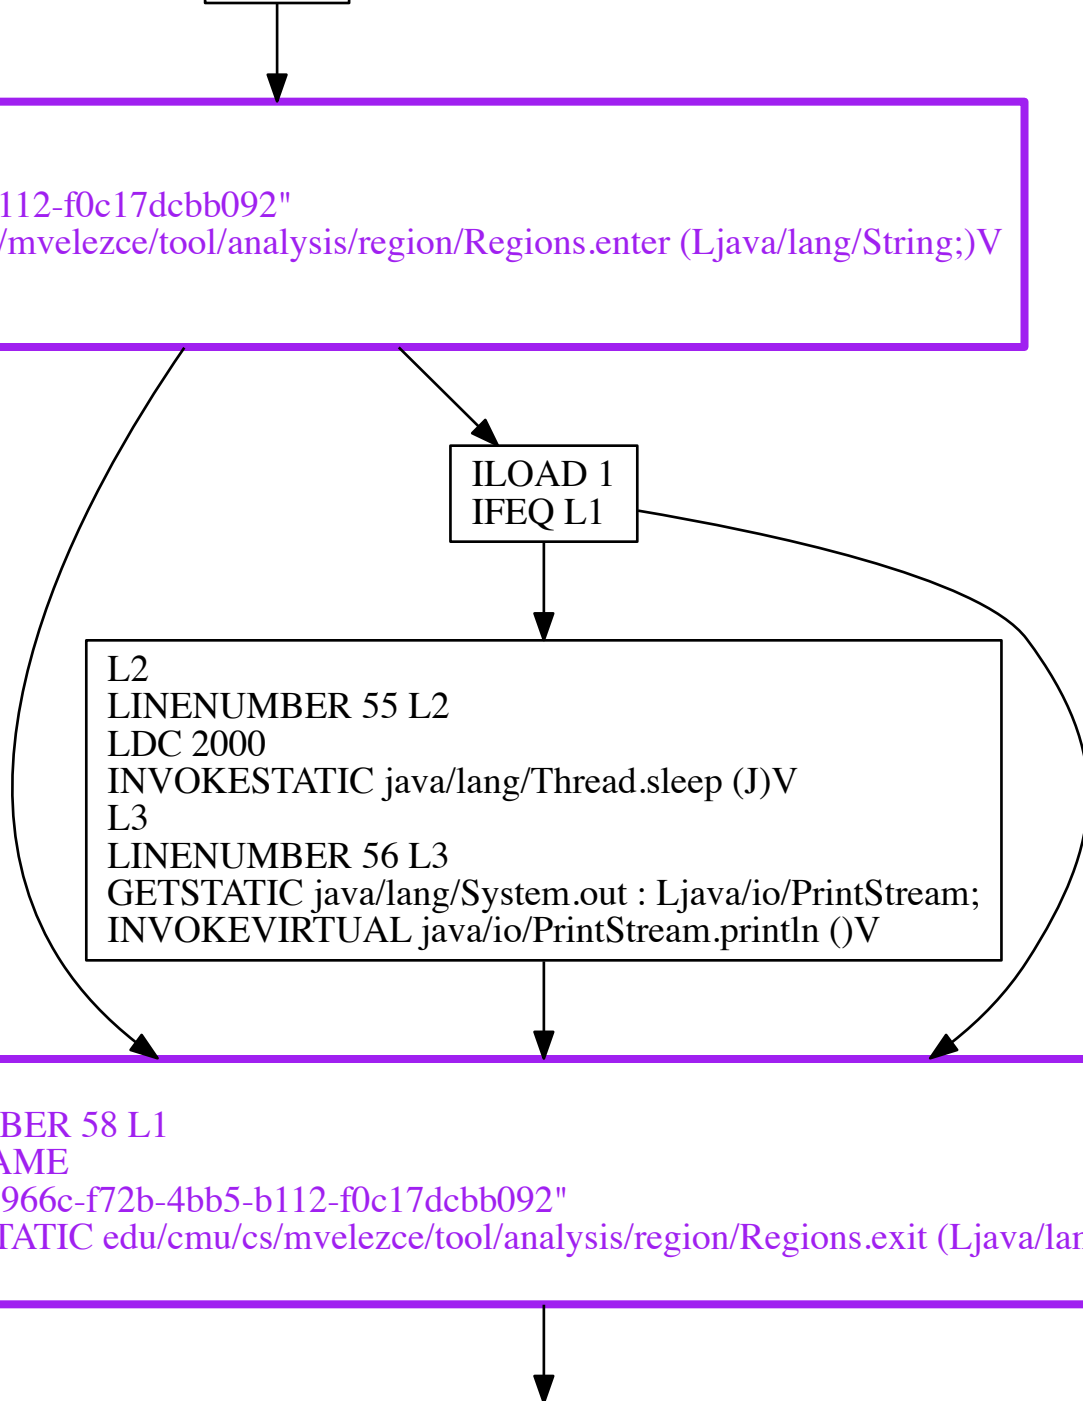 112-f0c17dcbb092"
/mvelezce/tool/analysis/region/Regions.enter (Ljava/lang/String;)V
ILOAD 1
IFEQ L1
L2
LINENUMBER 55 L2
LDC 2000
INVOKESTATIC java/lang/Thread.sleep (J)V
L3
LINENUMBER 56 L3
GETSTATIC java/lang/System.out : Ljava/io/PrintStream;
INVOKEVIRTUAL java/io/PrintStream.println ()V
BER 58 L1
AME
966c-f72b-4bb5-b112-f0c17dcbb092"
TATIC edu/cmu/cs/mvelezce/tool/analysis/region/Regions.exit (Ljava/lan